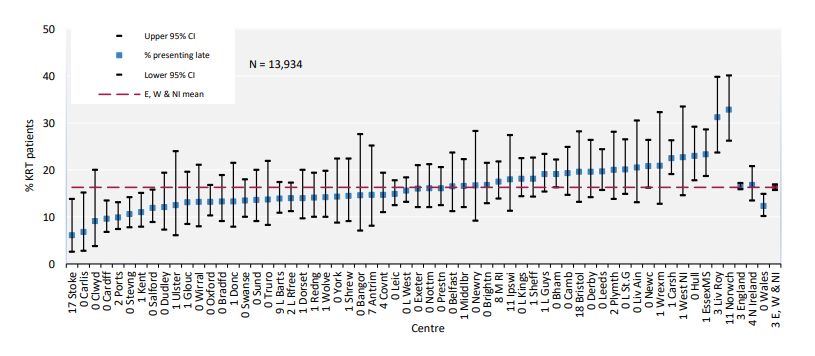 50
40
30
20
10
0
% KRT patients
Upper 95% CI
% presenting late
Lower 95% CI
E, W & NI mean
N = 13,934
17 Stoke
0 Carlis
0 Clwyd
0 Cardff
2 Ports
0 Stevng
1 Kent
0 Salford
0 Dudley
1 Ulster
1 Glouc
0 Wirral
0 Oxford
0 Bradfd
1 Donc
0 Swanse
0 Sund
0 Truro
9 L Barts
2 L Rfree
1 Dorset
1 Redng
1 Wolve
0 York
1 Shrew
0 Bangor
7 Antrim
4 Covnt
0 Leic
0 L West
0 Exeter
0 Nottm
0 Prestn
0 Belfast
1 Middlbr
0 Newry
0 Brightn
8 M RI
11 Ipswi
0 L Kings
1 Sheff
1 L Guys
0 Bham
0 Camb
18 Bristol
0 Derby
0 Leeds
2 Plymth
0 L St.G
0 Liv Ain
0 Newc
1 Wrexm
1 Carsh
1 West NI
0 Hull
1 EssexMS
3 Liv Roy
11 Norwch
3 England
4 N Ireland
0 Wales
3 E, W & NI
Centre